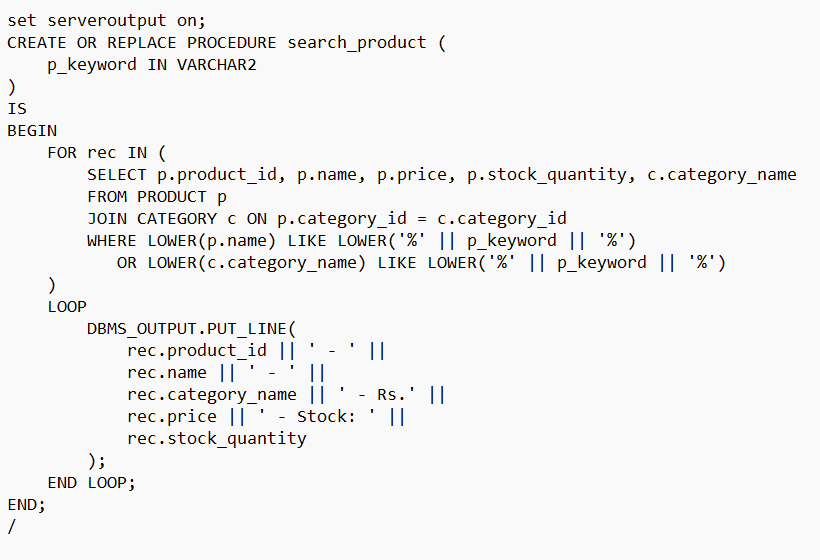 set serveroutput on;
CREATE OR REPLACE PROCEDURE search_product (
    p_keyword IN VARCHAR2
)
IS
BEGIN
    FOR rec IN (
        SELECT p.product_id, p.name, p.price, p.stock_quantity, c.category_name
        FROM PRODUCT p
        JOIN CATEGORY c ON p.category_id = c.category_id
        WHERE LOWER(p.name) LIKE LOWER('%' || p_keyword || '%')
           OR LOWER(c.category_name) LIKE LOWER('%' || p_keyword || '%')
    )
    LOOP
        DBMS_OUTPUT.PUT_LINE(
            rec.product_id || ' - ' ||
            rec.name || ' - ' ||
            rec.category_name || ' - Rs.' ||
            rec.price || ' - Stock: ' ||
            rec.stock_quantity
        );
    END LOOP;
END;
/